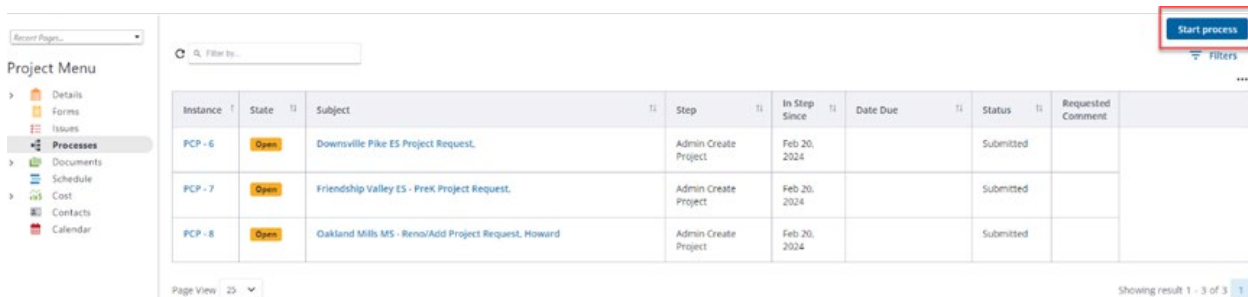 Recent Pages...
Start process
Filter by...
Filters
Project Menu
Details
Forms
Issues
Processes
Documents
Schedule
Cost
Contacts
Calendar
Instance State Subject Step In Step Since Date Due Status Requested Comment
PCP - 6 Open Downsville Pike ES Project Request, Admin Create Project Feb 20, 2024 Submitted
PCP - 7 Open Friendship Valley ES - PreK Project Request, Admin Create Project Feb 20, 2024 Submitted
PCP - 8 Open Oakland Mills MS - Reno/Add Project Request, Howard Admin Create Project Feb 20, 2024 Submitted
Page View 25 Showing result 1 - 3 of 3 1